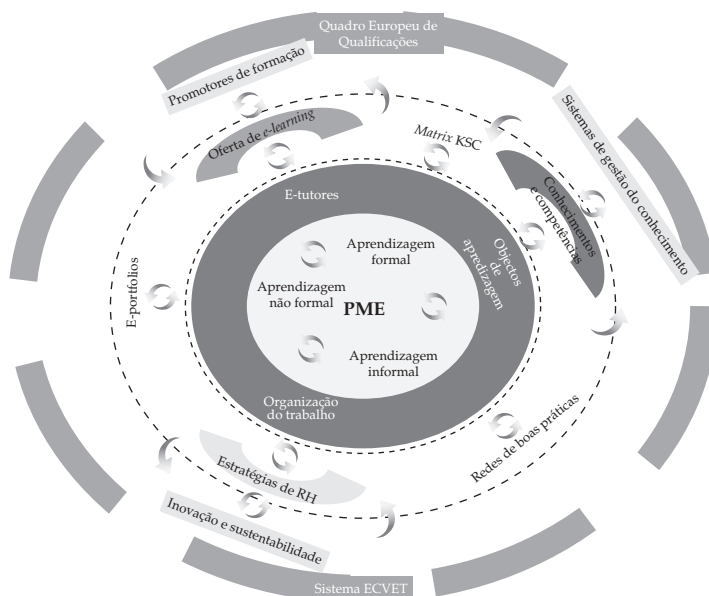 Quadro Europeu de
Qualificações
Promotores de formação
Sistemas de gestão do conhecimento
Oferta de e-learning
Matrix KSC
Conhecimentos
e competências
E-tutores
Objectos
de
apredizagem
Aprendizagem
formal
Aprendizagem
não formal
PME
Aprendizagem
informal
E-portfolios
Organização
do trabalho
Redes de boas práticas
Estratégias de RH
Inovação e sustentabilidade
Sistema ECVET